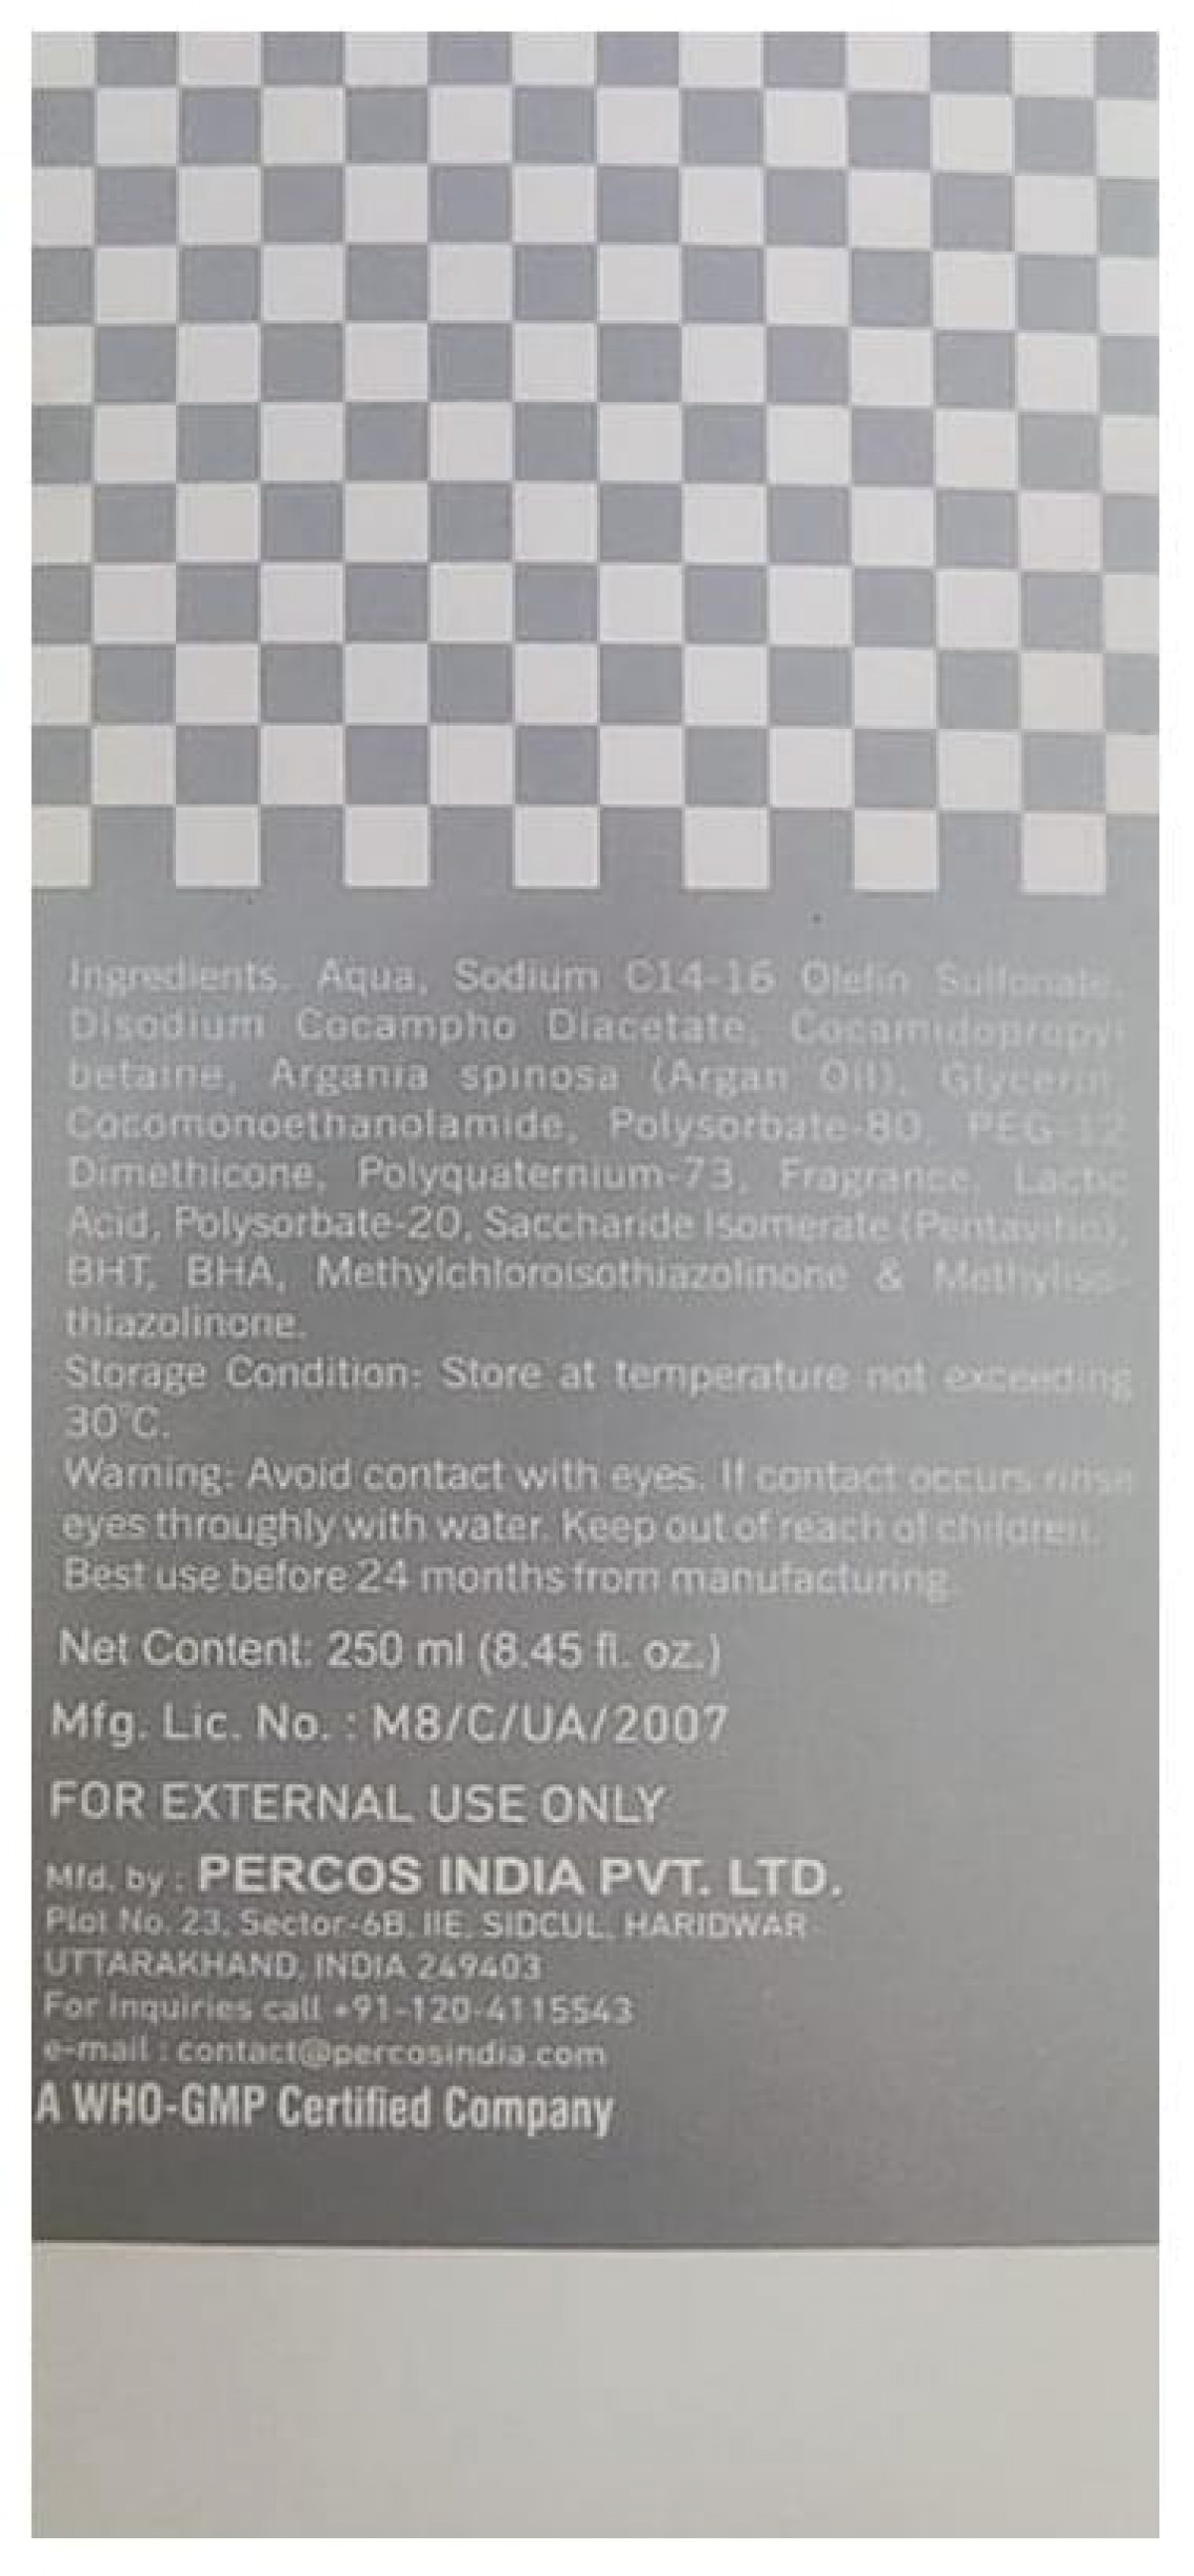 Ingredients. Aqua, Sodium C14-16 Olefin Sulfonate,
Disodium Cocampho Diacetate, Cocamidopropyl
betaine, Argania spinosa (Argan Oil), Glycerin,
Cocomonoethanolamide, Polysorbate-80, PEG-12
Dimethicone, Polyquaternium-73, Fragrance, Lactic
Acid, Polysorbate-20, Saccharide Isomerate (Pentavitin),
BHT, BHA, Methylchloroisothiazolinone & Methyliso-
thiazolinone.
Storage Condition: Store at temperature not exceeding
30°C.
Warning: Avoid contact with eyes. If contact occurs rinse
eyes throughly with water. Keep out of reach of children.
Best use before 24 months from manufacturing.
Net Content: 250 ml (8.45 fl. oz.)
Mfg. Lic. No. : M8/C/UA/2007
FOR EXTERNAL USE ONLY
Mfd. by : PERCOS INDIA PVT. LTD.
Plot No. 23, Sector-6B, IIE, SIDCUL, HARIDWAR
UTTARAKHAND, INDIA 249403
For Inquiries call +91-120-4115543
e-mail : contact@percosindia.com
A WHO-GMP Certified Company